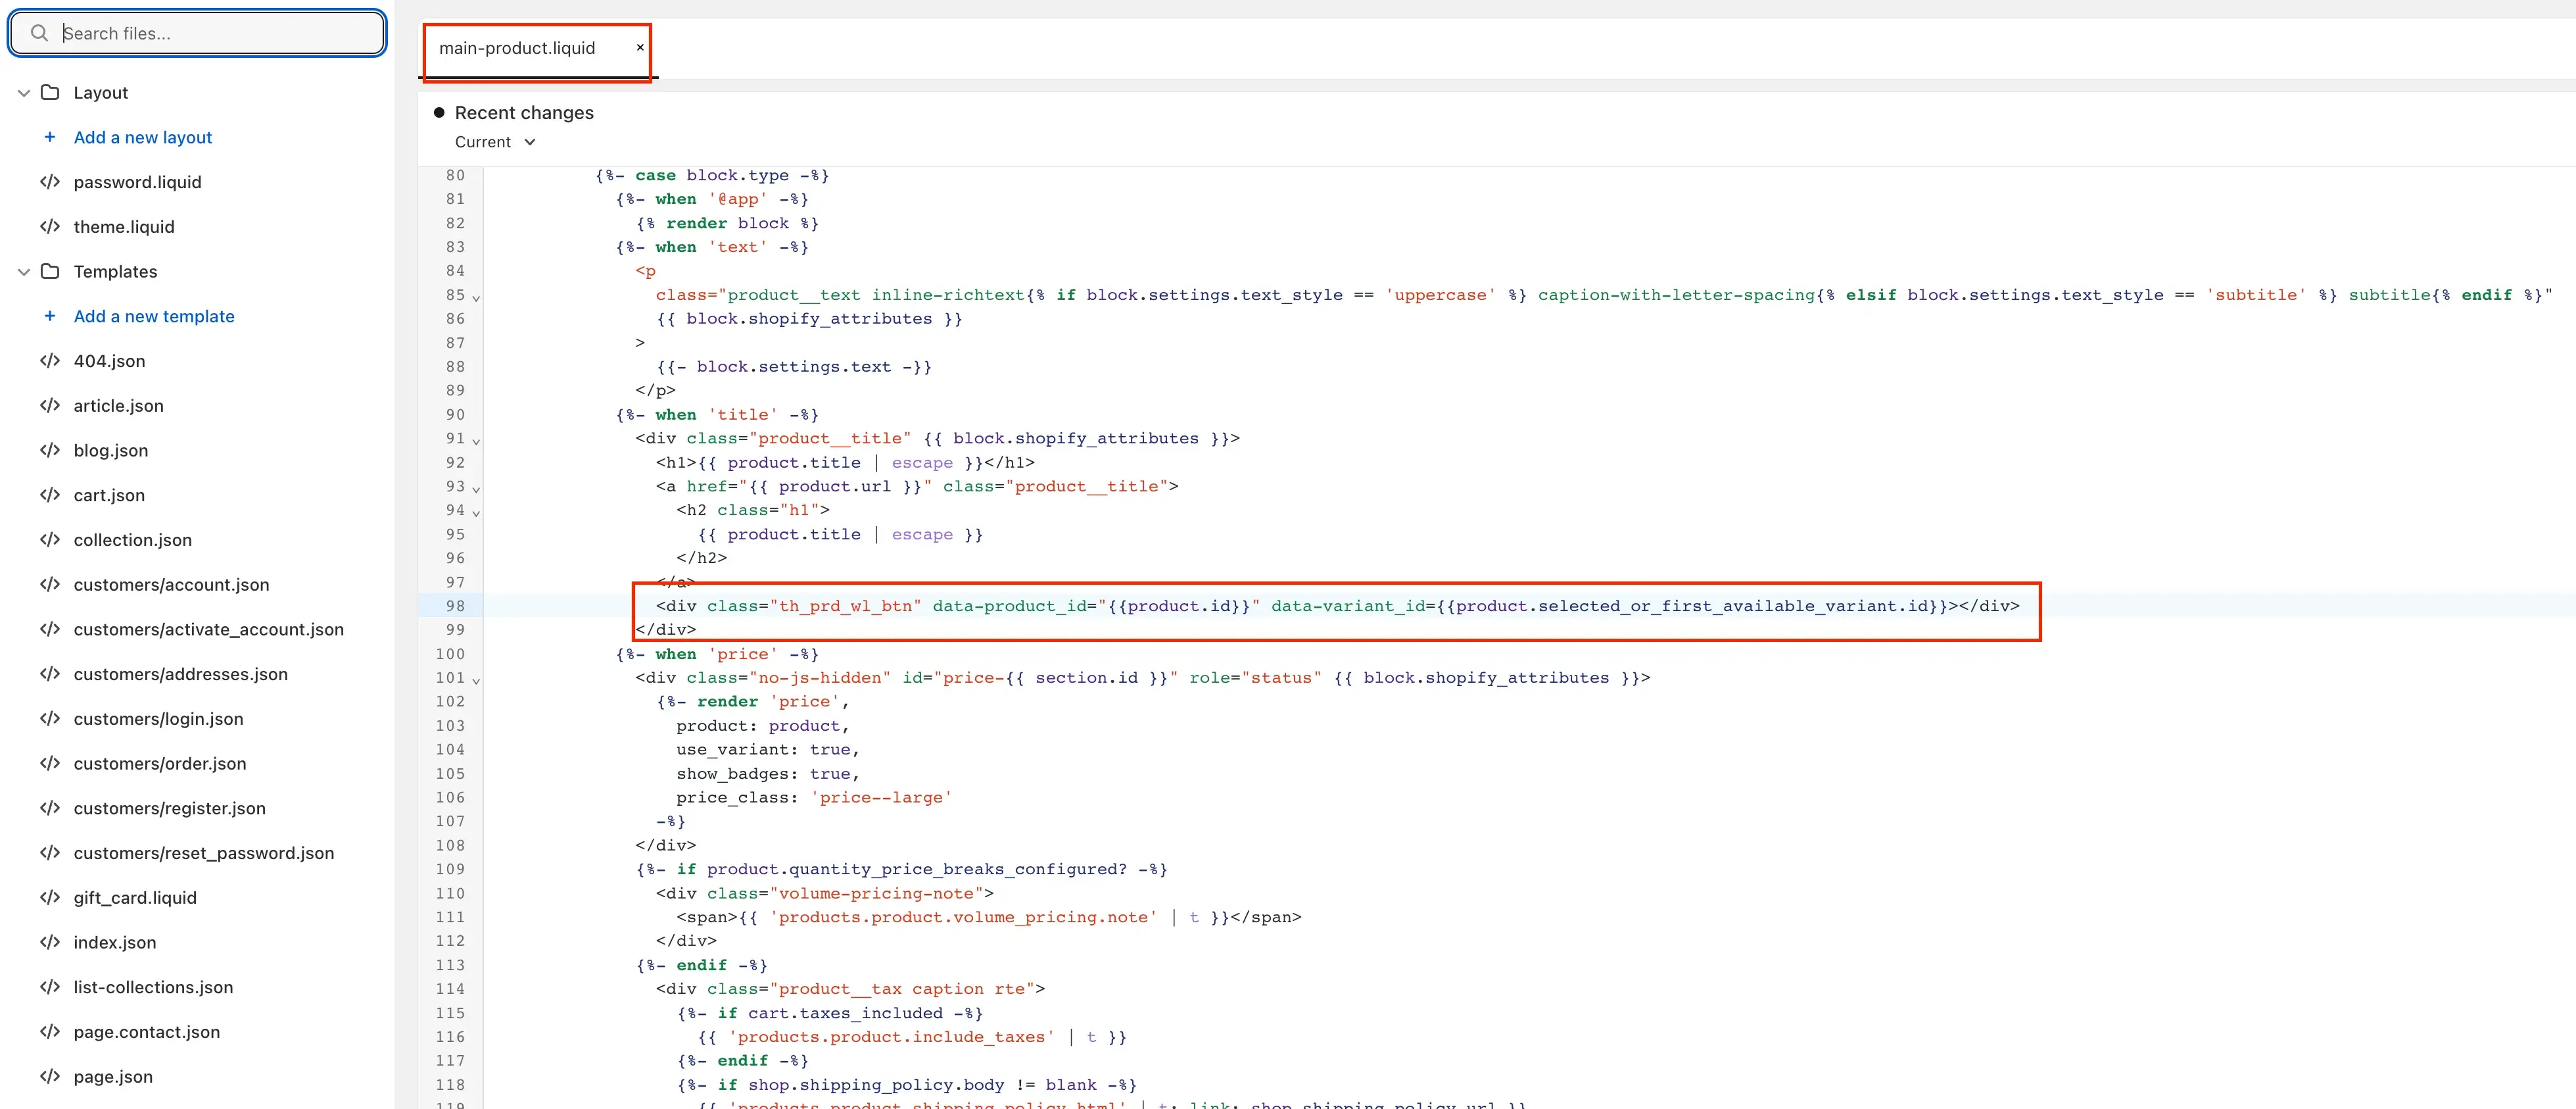 Search files...
Layout
+ Add a new layout
</> password.liquid
</> theme.liquid
Templates
+ Add a new template
</> 404.json
</> article.json
</> blog.json
</> cart.json
</> collection.json
</> customers/account.json
</> customers/activate_account.json
</> customers/addresses.json
</> customers/login.json
</> customers/order.json
</> customers/register.json
</> customers/reset_password.json
</> gift_card.liquid
</> index.json
</> list-collections.json
</> page.contact.json
</> page.json
main-product.liquid ×
Recent changes
Current
80 {%- case block.type -%}
81 {%- when '@app' -%}
82 {% render block %}
83 {%- when 'text' -%}
84 <p
85 class="product__text inline-richtext{% if block.settings.text_style == 'uppercase' %} caption-with-letter-spacing{% elsif block.settings.text_style == 'subtitle' %} subtitle{% endif %}"
86 {{ block.shopify_attributes }}
87 >
88 {{- block.settings.text -}}
89 </p>
90 {%- when 'title' -%}
91 <div class="product__title" {{ block.shopify_attributes }}>
92 <h1>{{ product.title | escape }}</h1>
93 <a href="{{ product.url }}" class="product__title">
94 <h2 class="h1">
95 {{ product.title | escape }}
96 </h2>
97 </a>
98 <div class="th_prd_wl_btn" data-product_id="{{product.id}}" data-variant_id={{product.selected_or_first_available_variant.id}}></div>
99 </div>
100 {%- when 'price' -%}
101 <div class="no-js-hidden" id="price-{{ section.id }}" role="status" {{ block.shopify_attributes }}>
102 {%- render 'price',
103 product: product,
104 use_variant: true,
105 show_badges: true,
106 price_class: 'price--large'
107 -%}
108 </div>
109 {%- if product.quantity_price_breaks_configured? -%}
110 <div class="volume-pricing-note">
111 <span>{{ 'products.product.volume_pricing.note' | t }}</span>
112 </div>
113 {%- endif -%}
114 <div class="product__tax caption rte">
115 {%- if cart.taxes_included -%}
116 {{ 'products.product.include_taxes' | t }}
117 {%- endif -%}
118 {%- if shop.shipping_policy.body != blank -%}
119 {{ 'products.product.shipping_policy_html' | t: link: shop.shipping_policy.url }}